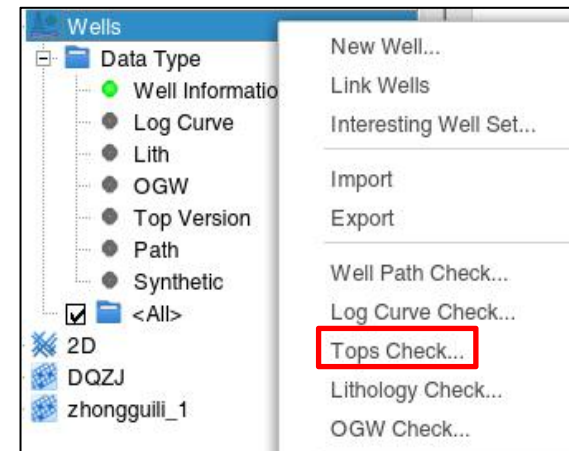 Wells
Data Type
Well Informatio
Log Curve
Lith
OGW
Top Version
Path
Synthetic
<All>
2D
DQZJ
zhongguili_1
New Well...
Link Wells
Interesting Well Set...
Import
Export
Well Path Check...
Log Curve Check...
Tops Check...
Lithology Check...
OGW Check...